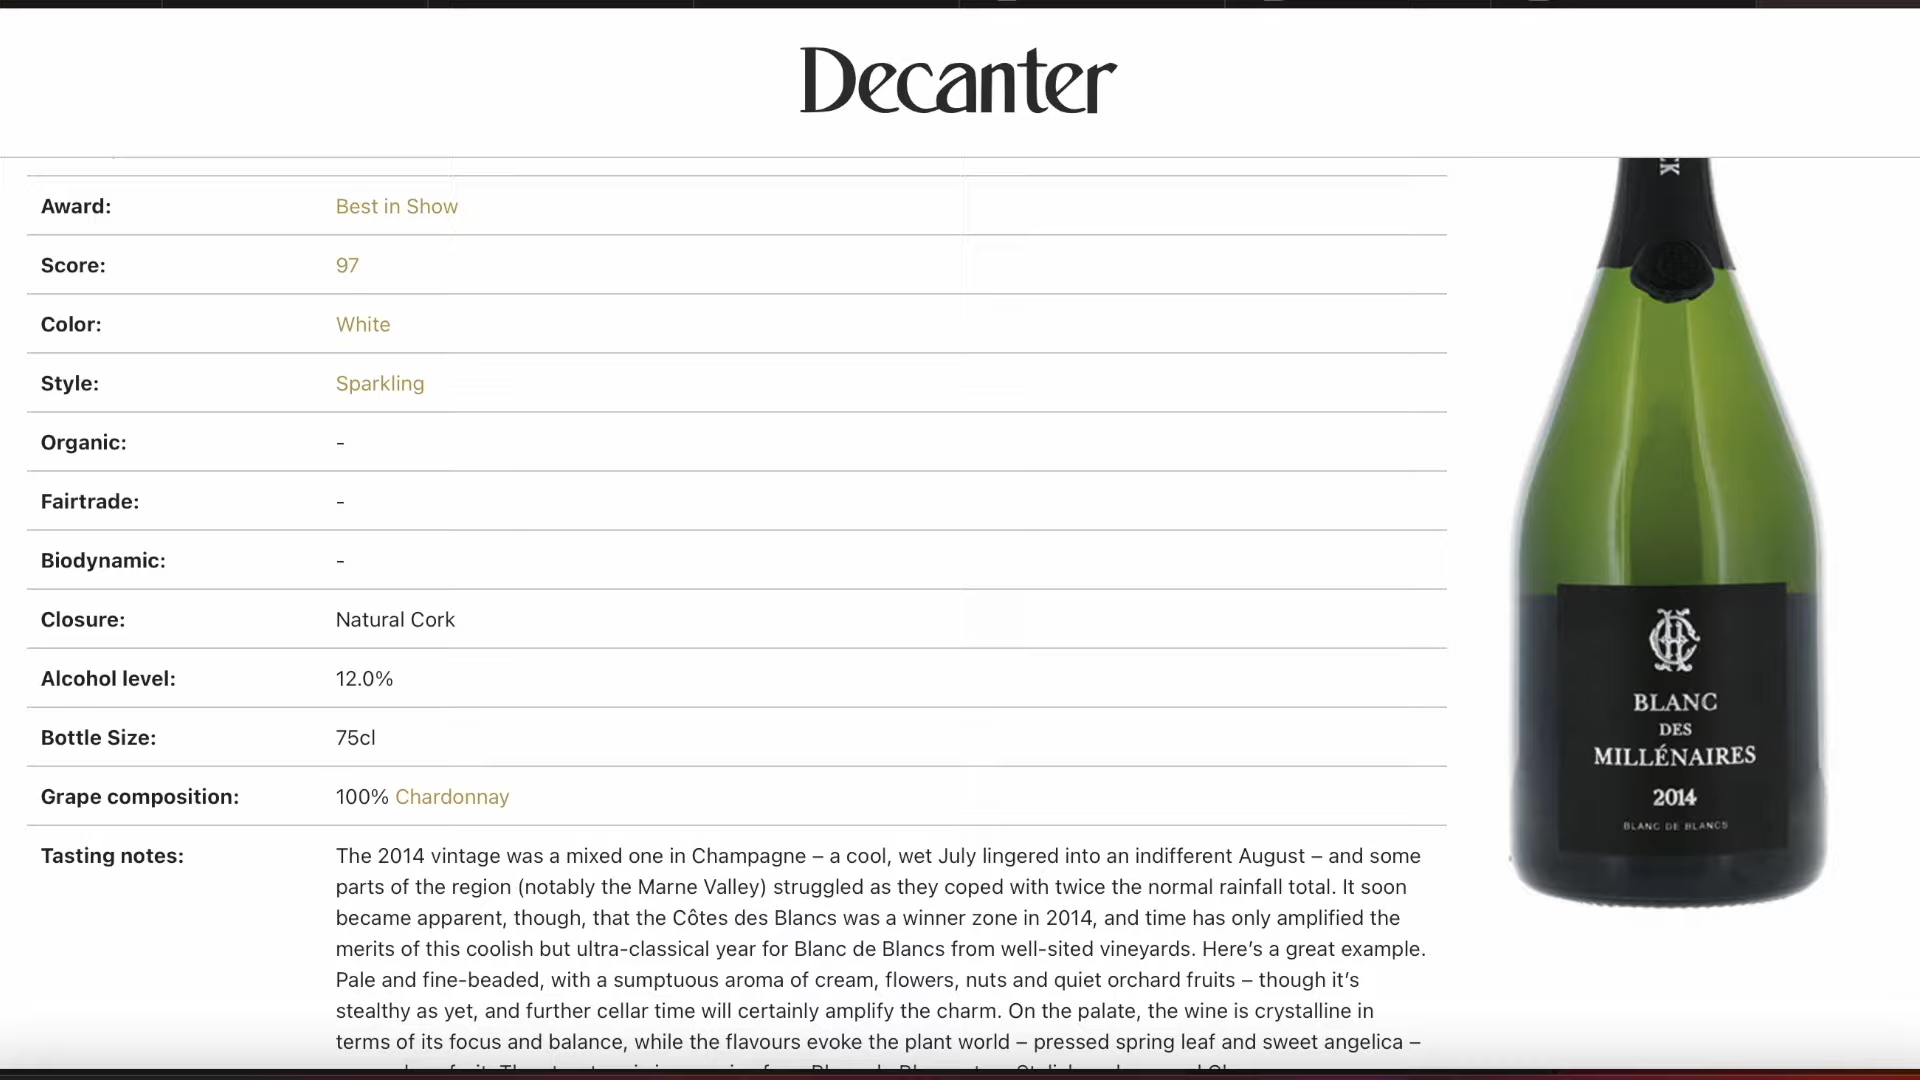 Decanter
CK
Award: Best in Show
Score: 97
Color: White
Style: Sparkling
Organic: -
Fairtrade: -
Biodynamic: -
Closure: Natural Cork
Alcohol level: 12.0%
Bottle Size: 75cl
Grape composition: 100% Chardonnay
Tasting notes: The 2014 vintage was a mixed one in Champagne – a cool, wet July lingered into an indifferent August – and some
parts of the region (notably the Marne Valley) struggled as they coped with twice the normal rainfall total. It soon
became apparent, though, that the Côtes des Blancs was a winner zone in 2014, and time has only amplified the
merits of this coolish but ultra-classical year for Blanc de Blancs from well-sited vineyards. Here’s a great example.
Pale and fine-beaded, with a sumptuous aroma of cream, flowers, nuts and quiet orchard fruits – though it’s
stealthy as yet, and further cellar time will certainly amplify the charm. On the palate, the wine is crystalline in
terms of its focus and balance, while the flavours evoke the plant world – pressed spring leaf and sweet angelica –
BLANC
DES
MILLÉNAIRES
2014
BLANC DE BLANCS